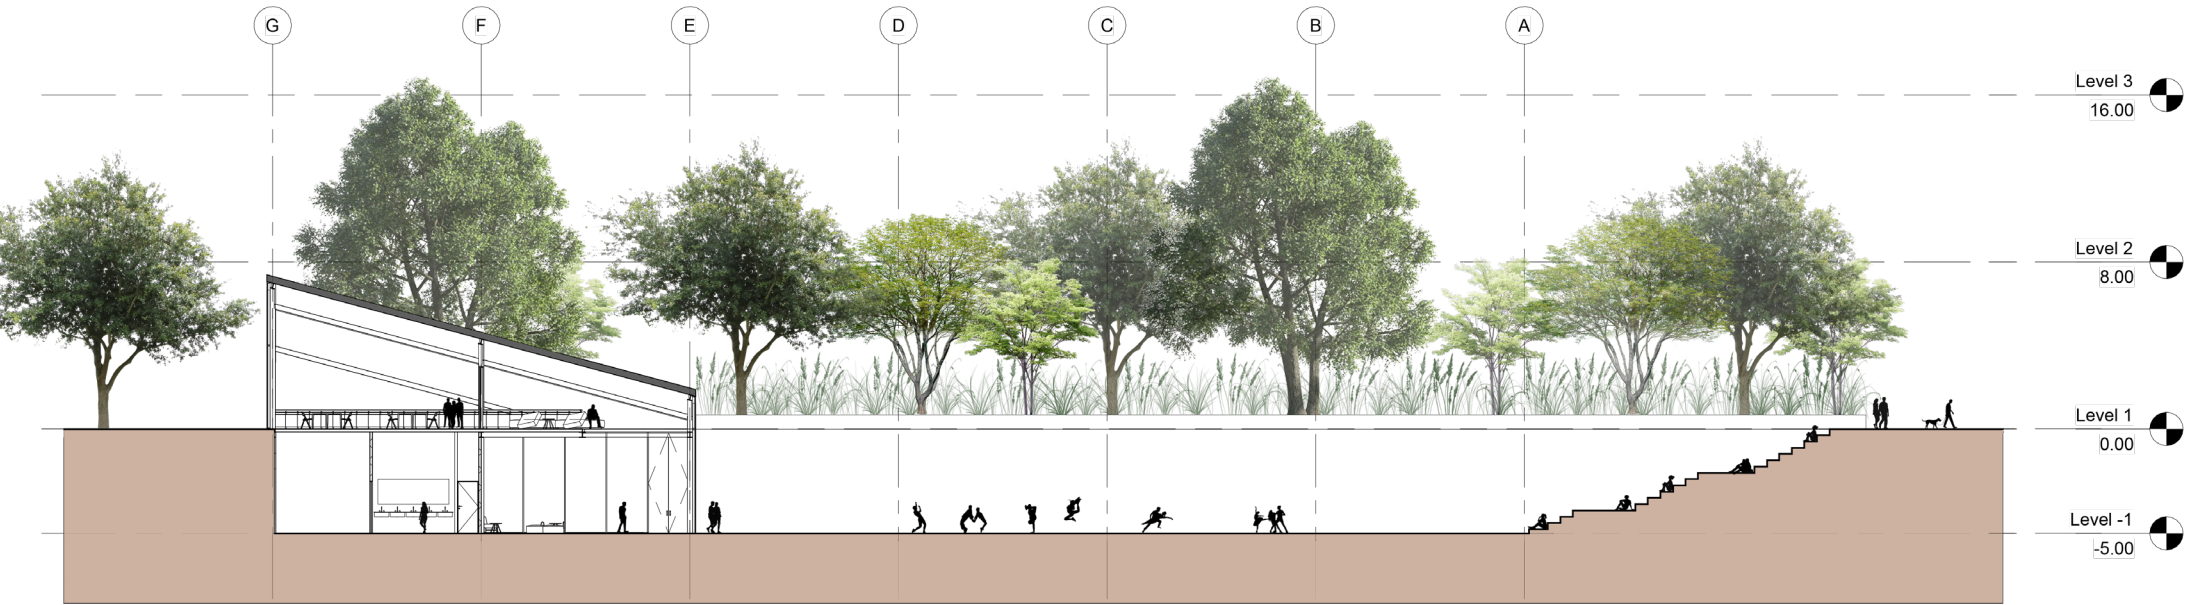 G F E D C B A
Level 3
16.00
Level 2
8.00
Level 1
0.00
Level -1
-5.00